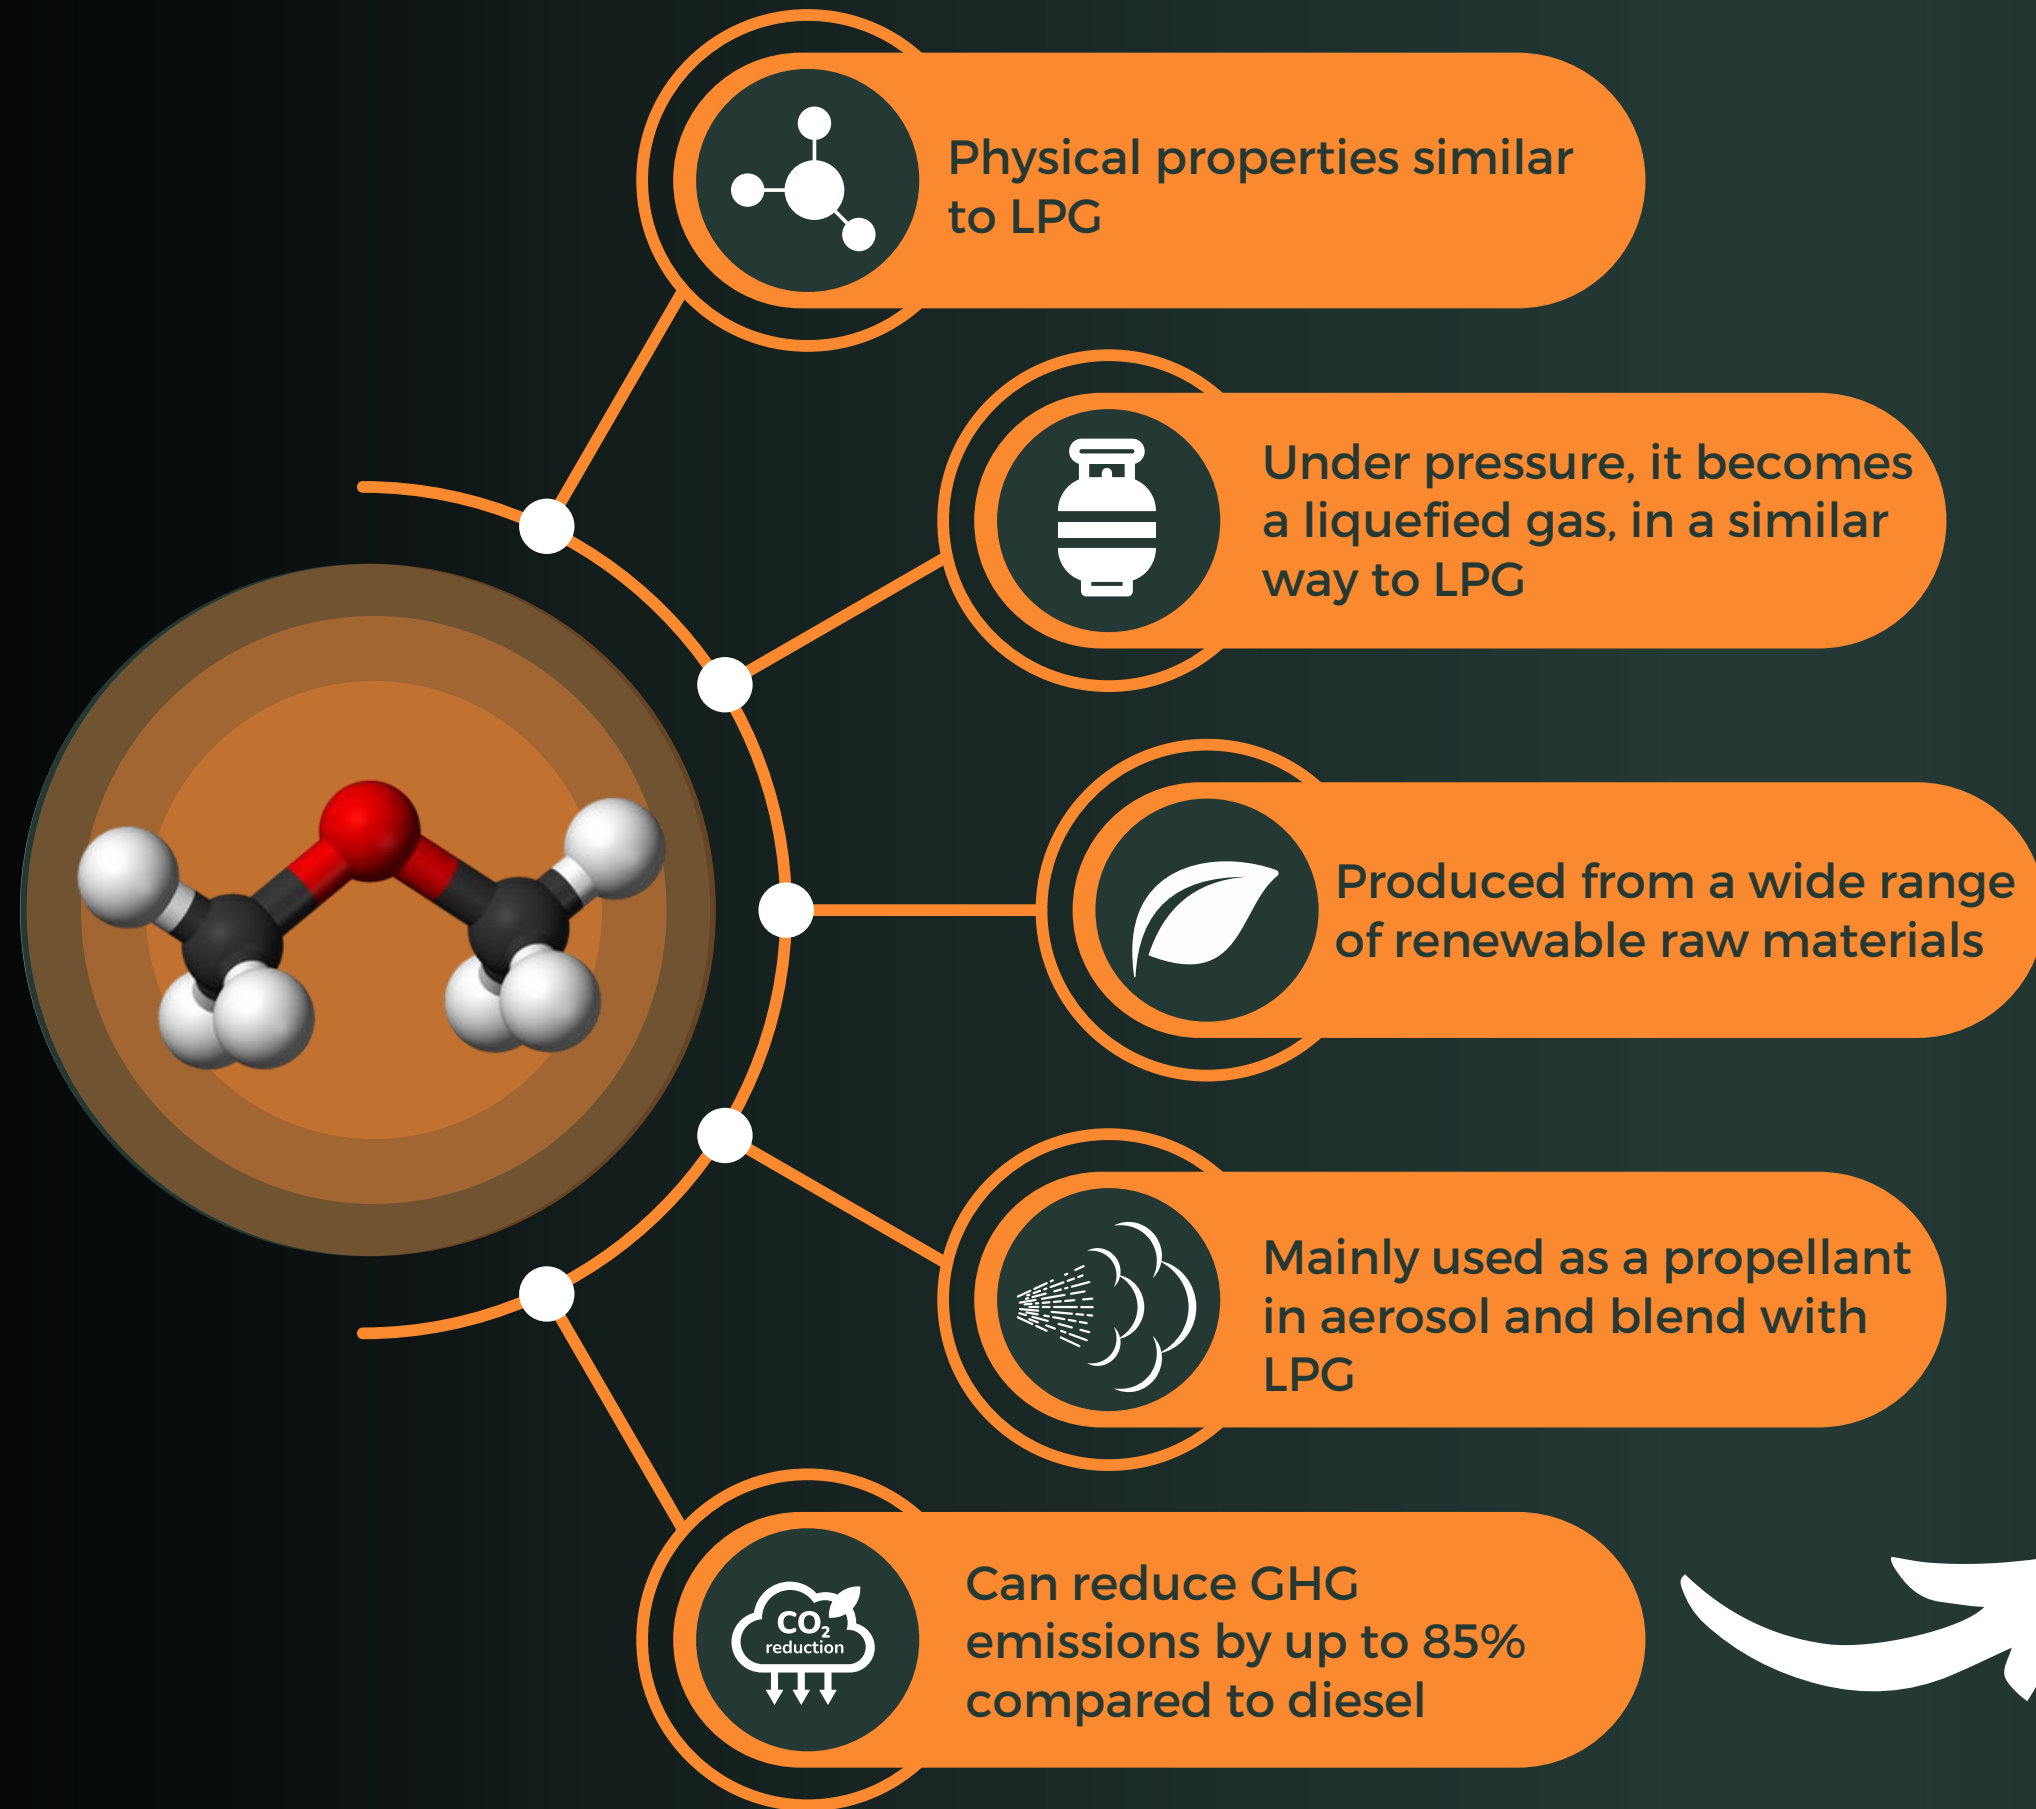 Physical properties similar
to LPG
Under pressure, it becomes
a liquefied gas, in a similar
way to LPG
Produced from a wide range
of renewable raw materials
Mainly used as a propellant
in aerosol and blend with
LPG
CO2
reduction
Can reduce GHG
emissions by up to 85%
compared to diesel